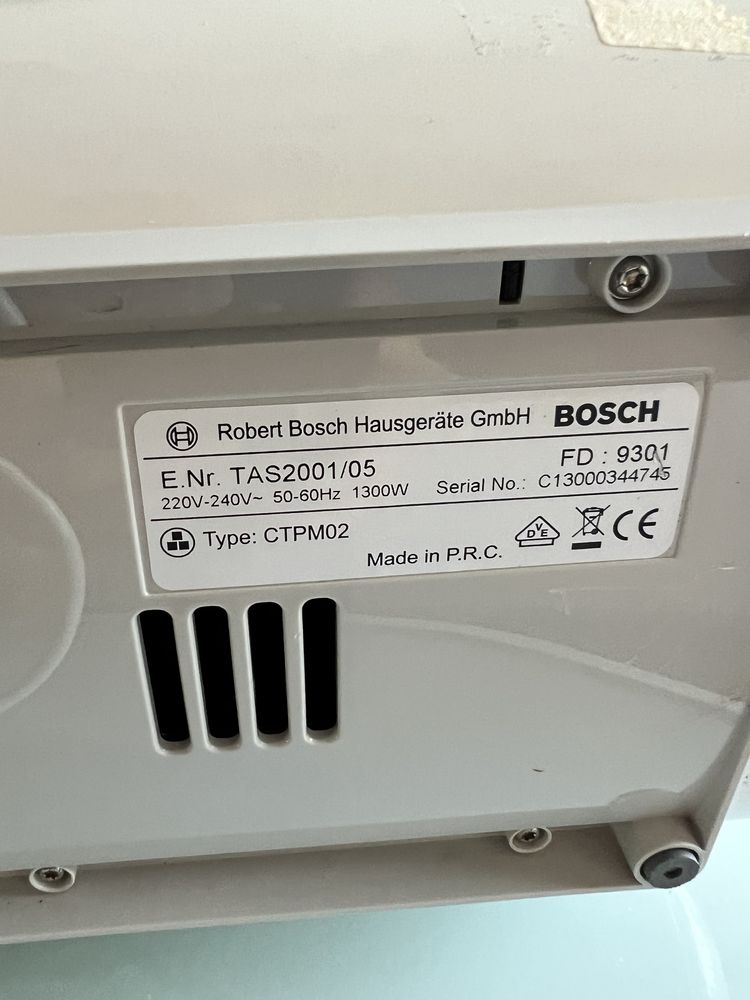 Robert Bosch Hausgeräte GmbH BOSCH
E.Nr. TAS2001/05 FD : 9301
220V-240V~ 50-60Hz 1300W Serial No.: C13000344745
Type: CTPM02
Made in P.R.C. DVE CE